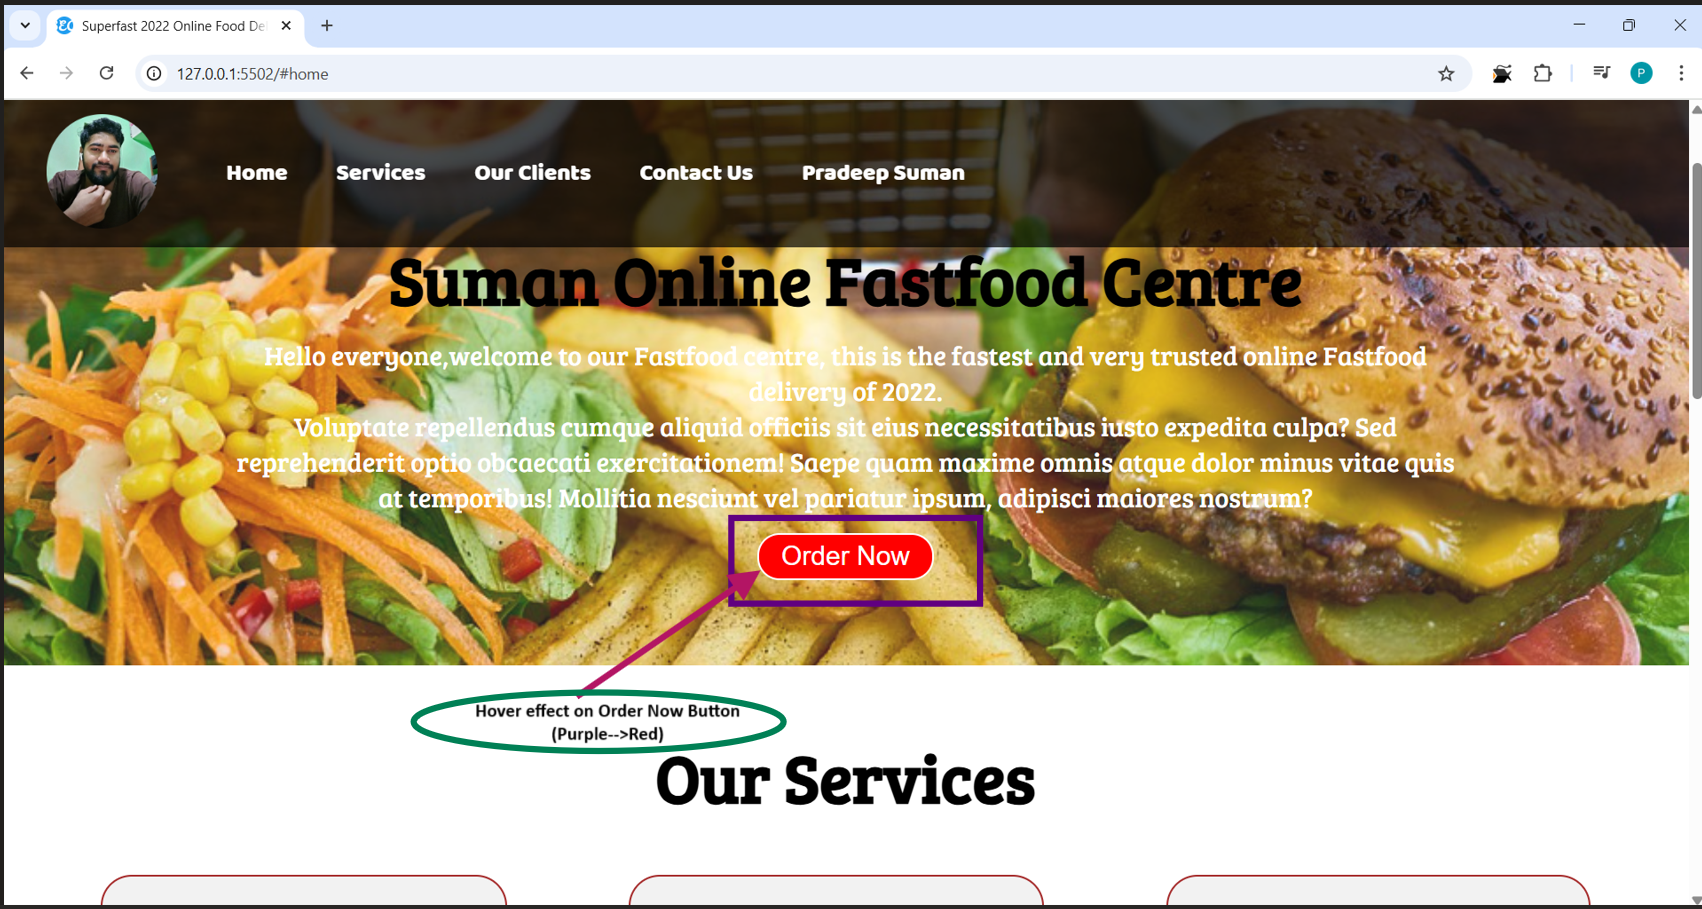 Superfast 2022 Online Food De
127.0.0.1:5502/#home
P
Home Services Our Clients Contact Us Pradeep Suman
Suman Online Fastfood Centre
Hello everyone,welcome to our Fastfood centre, this is the fastest and very trusted online Fastfood
delivery of 2022.
Voluptate repellendus cumque aliquid officiis sit eius necessitatibus iusto expedita culpa? Sed
reprehenderit optio obcaecati exercitationem! Saepe quam maxime omnis atque dolor minus vitae quis
at temporibus! Mollitia nesciunt vel pariatur ipsum, adipisci maiores nostrum?
Order Now
Hover effect on Order Now Button
(Purple-->Red)
Our Services